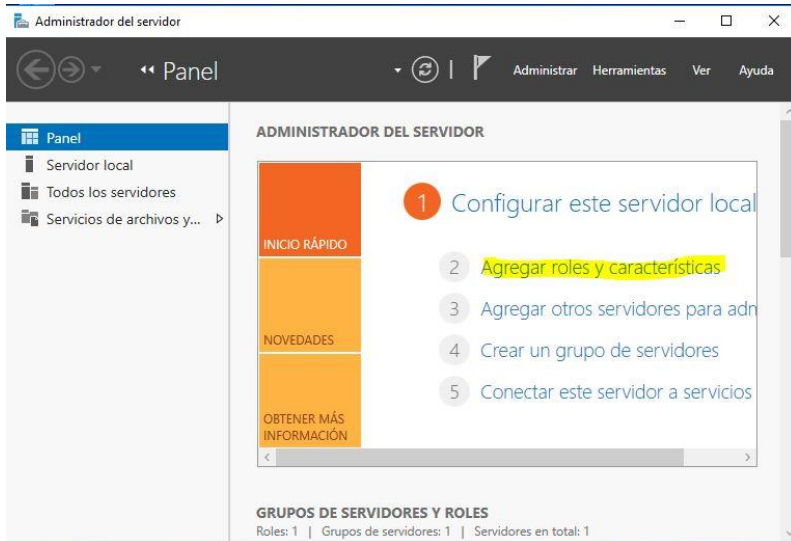 Administrador del servidor
Panel
Administrar Herramientas Ver Ayuda
Panel
Servidor local
Todos los servidores
Servicios de archivos y...
ADMINISTRADOR DEL SERVIDOR
INICIO RÁPIDO
NOVEDADES
OBTENER MÁS
INFORMACIÓN
1 Configurar este servidor local
2 Agregar roles y características
3 Agregar otros servidores para adn
4 Crear un grupo de servidores
5 Conectar este servidor a servicios
GRUPOS DE SERVIDORES Y ROLES
Roles: 1 | Grupos de servidores: 1 | Servidores en total: 1